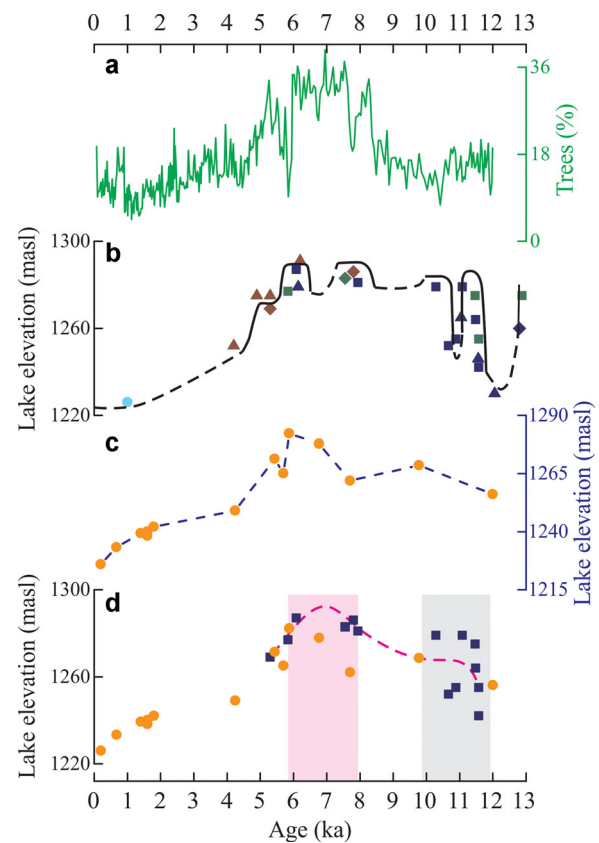 0 1 2 3 4 5 6 7 8 9 10 11 12 13
a
36
18
0
Trees (%)
b
1300
1260
1220
Lake elevation (masl)
c
1290
1265
1240
1215
Lake elevation (masl)
d
1300
1260
1220
Lake elevation (masl)
0 1 2 3 4 5 6 7 8 9 10 11 12 13
Age (ka)